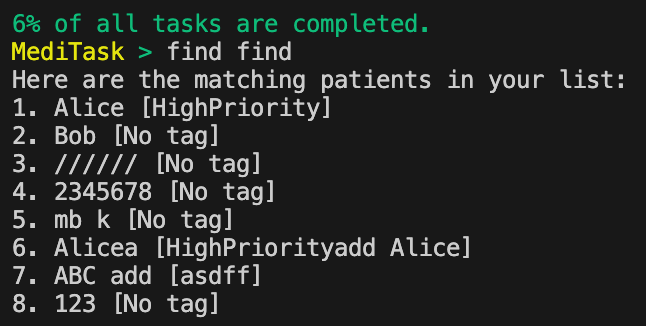 6% of all tasks are completed.
MediTask > find find
Here are the matching patients in your list:
1. Alice [HighPriority]
2. Bob [No tag]
3. ////// [No tag]
4. 2345678 [No tag]
5. mb k [No tag]
6. Alicea [HighPriorityadd Alice]
7. ABC add [asdff]
8. 123 [No tag]